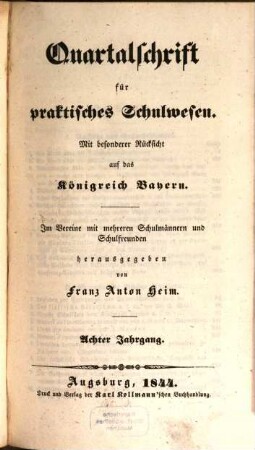 Quartalschrift
für
praktisches Schulwesen.
Mit besonderer Rücksicht
auf das
Königreich Bayern.
Im Vereine mit mehreren Schulmännern und
Schulfreunden
herausgegeben
von
Franz Anton Heim.
Achter Jahrgang.
Augsburg, 1844.
Druck und Verlag der Karl Kollmann'schen Buchhandlung.